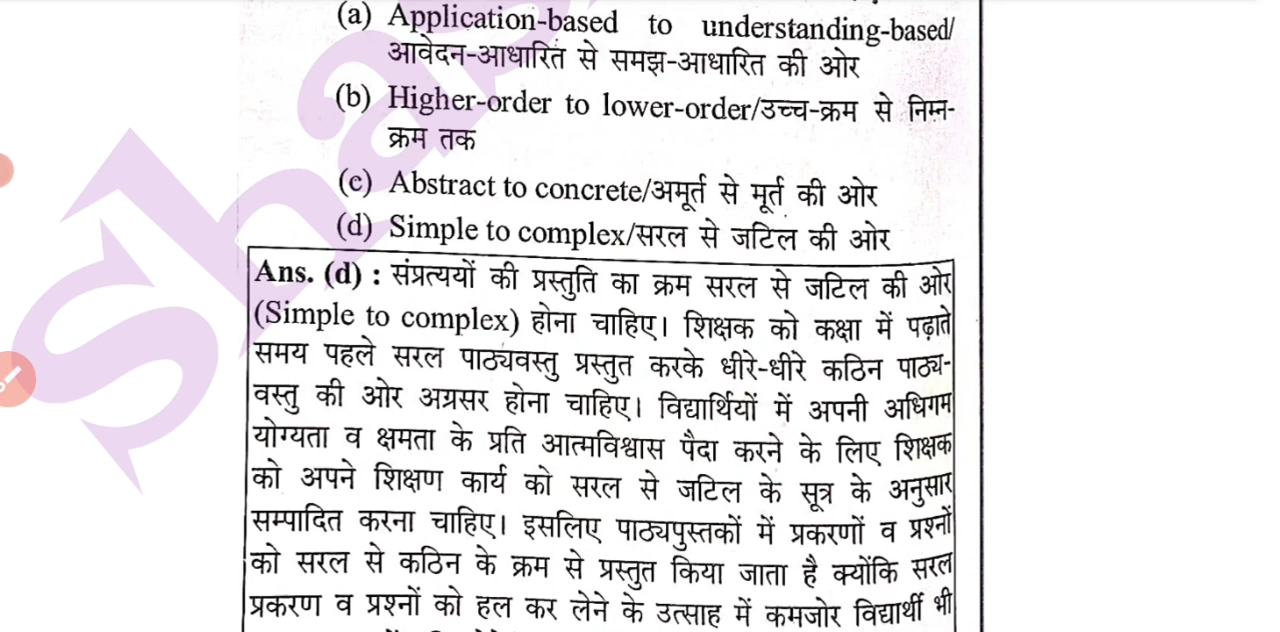 (a) Application-based to understanding-based/
आवेदन-आधारित से समझ-आधारित की ओर
(b) Higher-order to lower-order/उच्च-क्रम से निम्न-
क्रम तक
(c) Abstract to concrete/अमूर्त से मूर्त की ओर
(d) Simple to complex/सरल से जटिल की ओर
Ans. (d) : संप्रत्ययों की प्रस्तुति का क्रम सरल से जटिल की ओर
(Simple to complex) होना चाहिए। शिक्षक को कक्षा में पढ़ाते
समय पहले सरल पाठ्यवस्तु प्रस्तुत करके धीरे-धीरे कठिन पाठ्य-
वस्तु की ओर अग्रसर होना चाहिए। विद्यार्थियों में अपनी अधिगम
योग्यता व क्षमता के प्रति आत्मविश्वास पैदा करने के लिए शिक्षक
को अपने शिक्षण कार्य को सरल से जटिल के सूत्र के अनुसार
सम्पादित करना चाहिए। इसलिए पाठ्यपुस्तकों में प्रकरणों व प्रश्नों
को सरल से कठिन के क्रम से प्रस्तुत किया जाता है क्योंकि सरल
प्रकरण व प्रश्नों को हल कर लेने के उत्साह में कमजोर विद्यार्थी भी